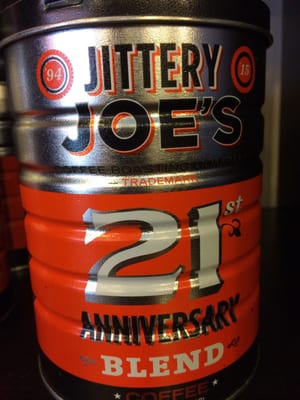 94 JITTERY 15
JOE'S
TRADEMARK
21st
ANNIVERSARY
BLEND
COFFEE